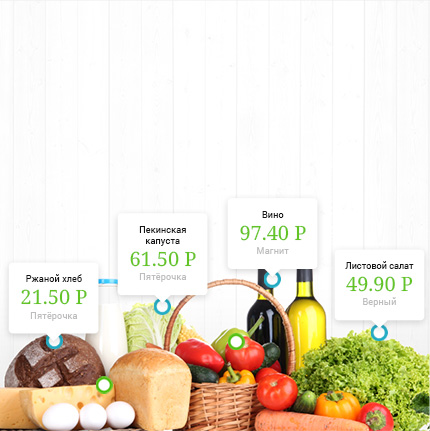 Вино
97.40 Р
Магнит
Пекинская
капуста
61.50 Р
Пятёрочка
Листовой салат
49.90 Р
Верный
Ржаной хлеб
21.50 Р
Пятёрочка